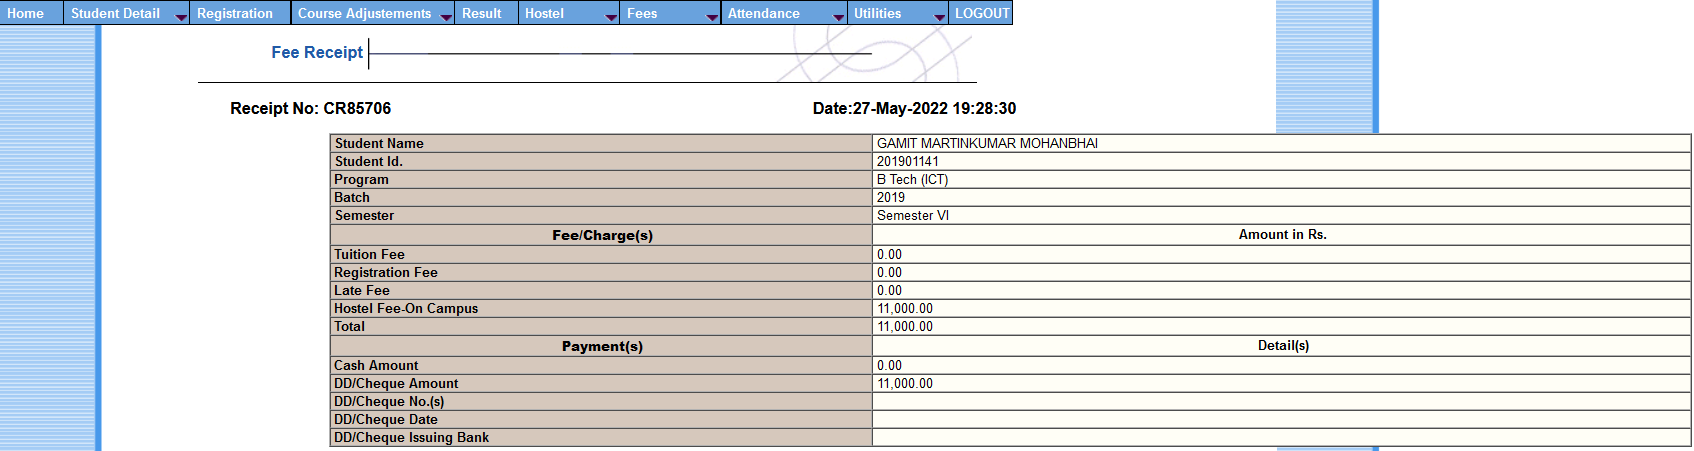 Home Student Detail Registration Course Adjustements Result Hostel Fees Attendance Utilities LOGOUT
Fee Receipt
Receipt No: CR85706 Date:27-May-2022 19:28:30
Student Name GAMIT MARTINKUMAR MOHANBHAI
Student Id. 201901141
Program B Tech (ICT)
Batch 2019
Semester Semester VI
Fee/Charge(s) Amount in Rs.
Tuition Fee 0.00
Registration Fee 0.00
Late Fee 0.00
Hostel Fee-On Campus 11,000.00
Total 11,000.00
Payment(s) Detail(s)
Cash Amount 0.00
DD/Cheque Amount 11,000.00
DD/Cheque No.(s)
DD/Cheque Date
DD/Cheque Issuing Bank